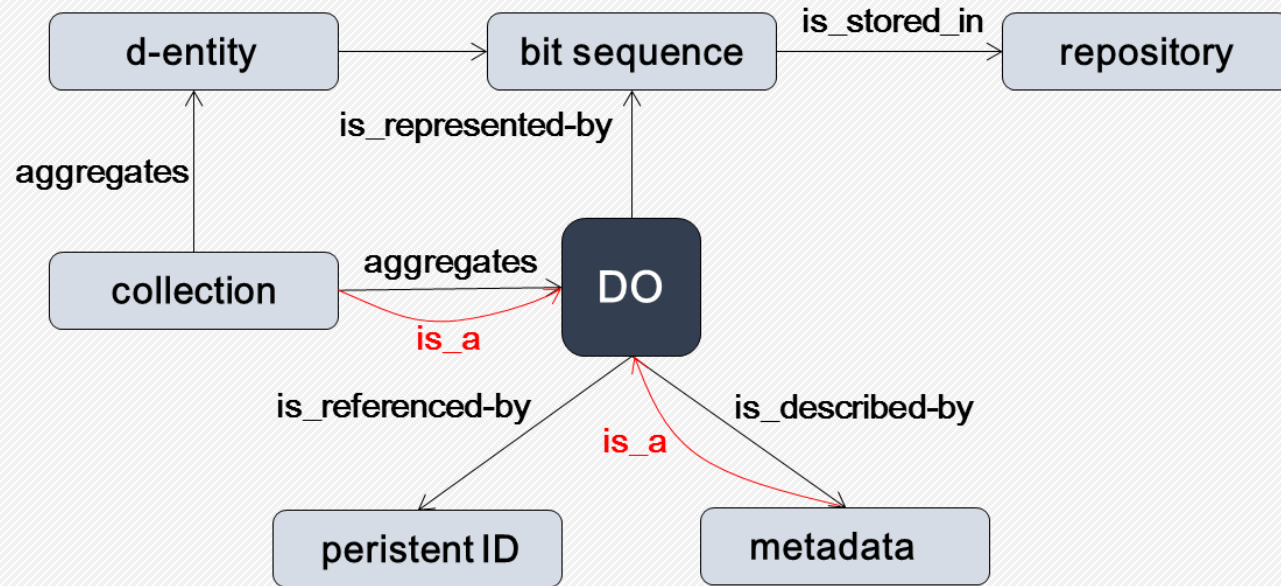 d-entity
bit sequence
is_stored_in
repository
is_represented-by
aggregates
collection
aggregates
is_a
DO
is_referenced-by
is_described-by
is_a
peristent ID
metadata